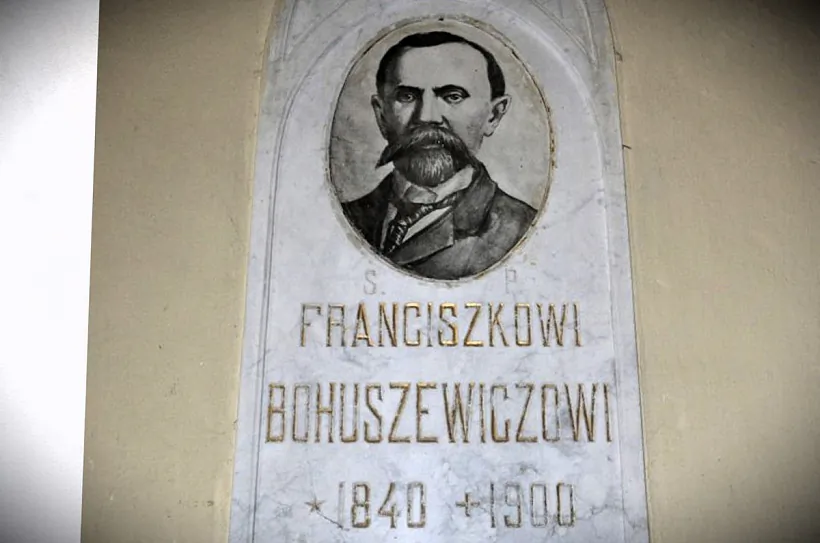 Ś. P.
FRANCISZKOWI
BOHUSZEWICZOWI
*1840 +1900